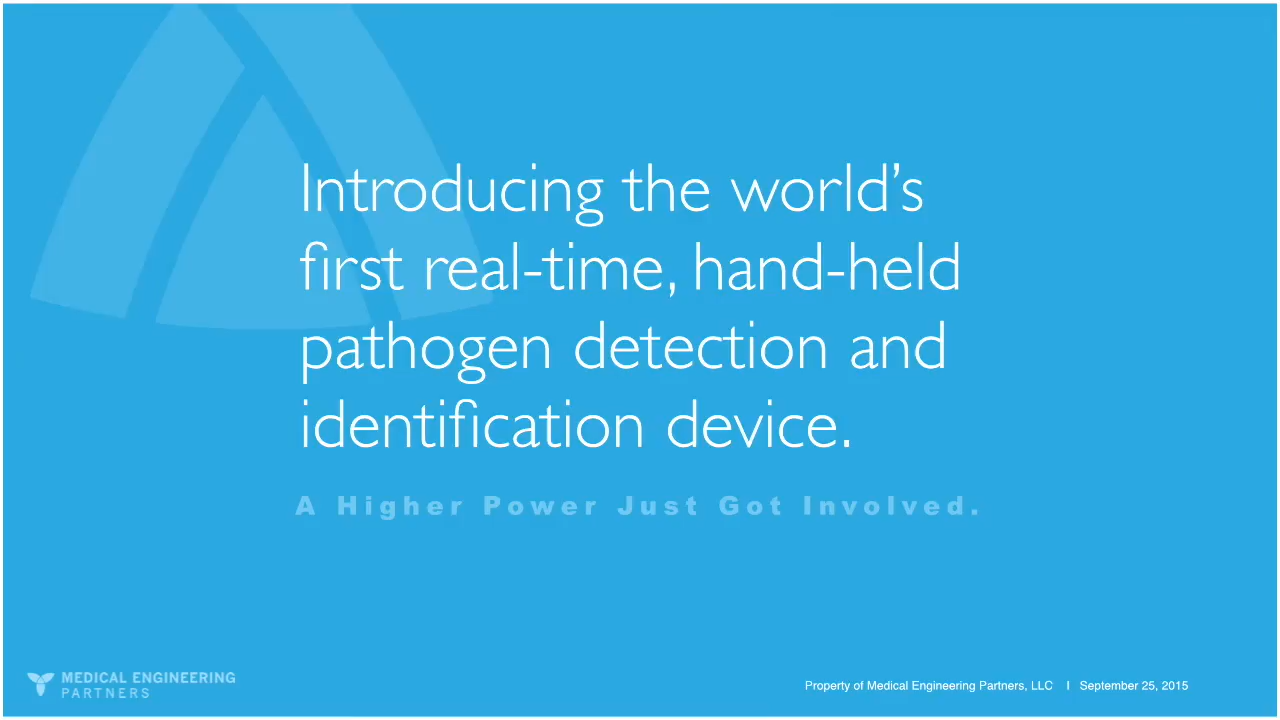 Introducing the world's
first real-time, hand-held
pathogen detection and
identification device.
A Higher Power Just Got Involved.
MEDICAL ENGINEERING
PARTNERS
Property of Medical Engineering Partners, LLC I September 25, 2015